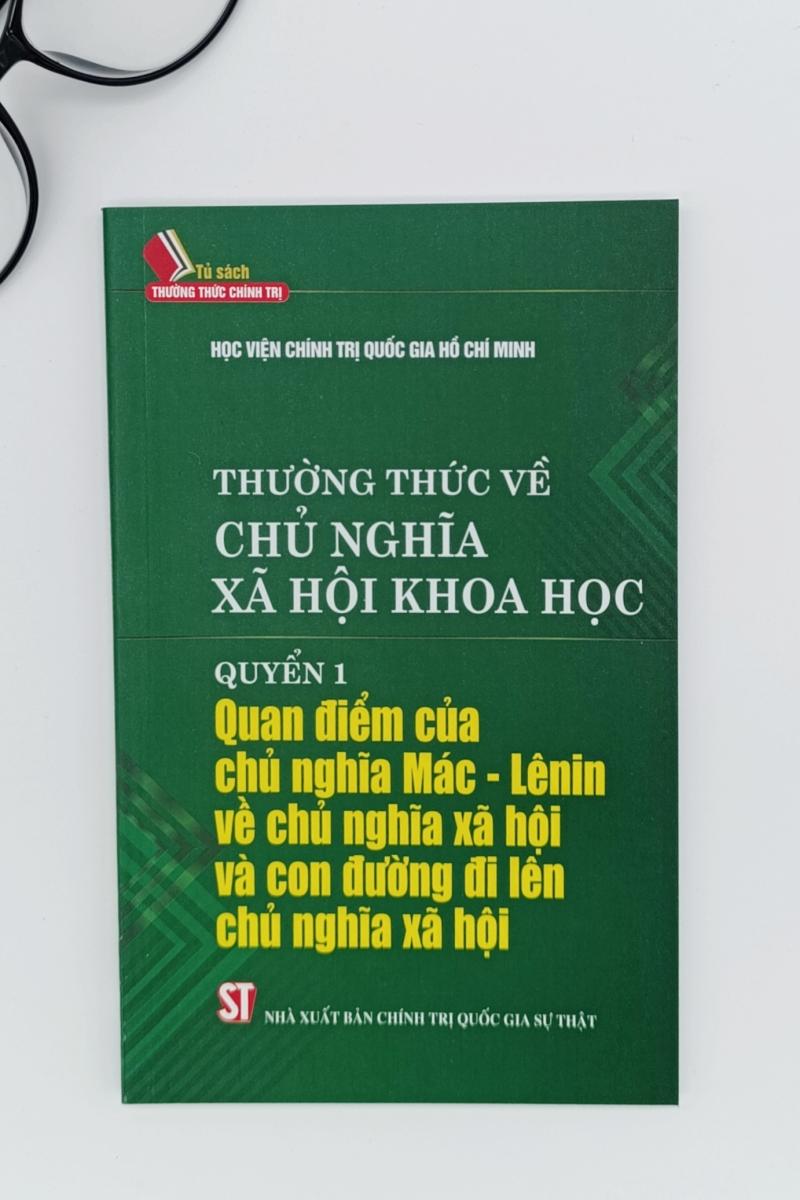 Tủ sách
THƯỜNG THỨC CHÍNH TRỊ
HỌC VIỆN CHÍNH TRỊ QUỐC GIA HỒ CHÍ MINH
THƯỜNG THỨC VỀ
CHỦ NGHĨA
XÃ HỘI KHOA HỌC
QUYỂN 1
Quan điểm của
chủ nghĩa Mác - Lênin
về chủ nghĩa xã hội
và con đường đi lên
chủ nghĩa xã hội
ST
NHÀ XUẤT BẢN CHÍNH TRỊ QUỐC GIA SỰ THẬT